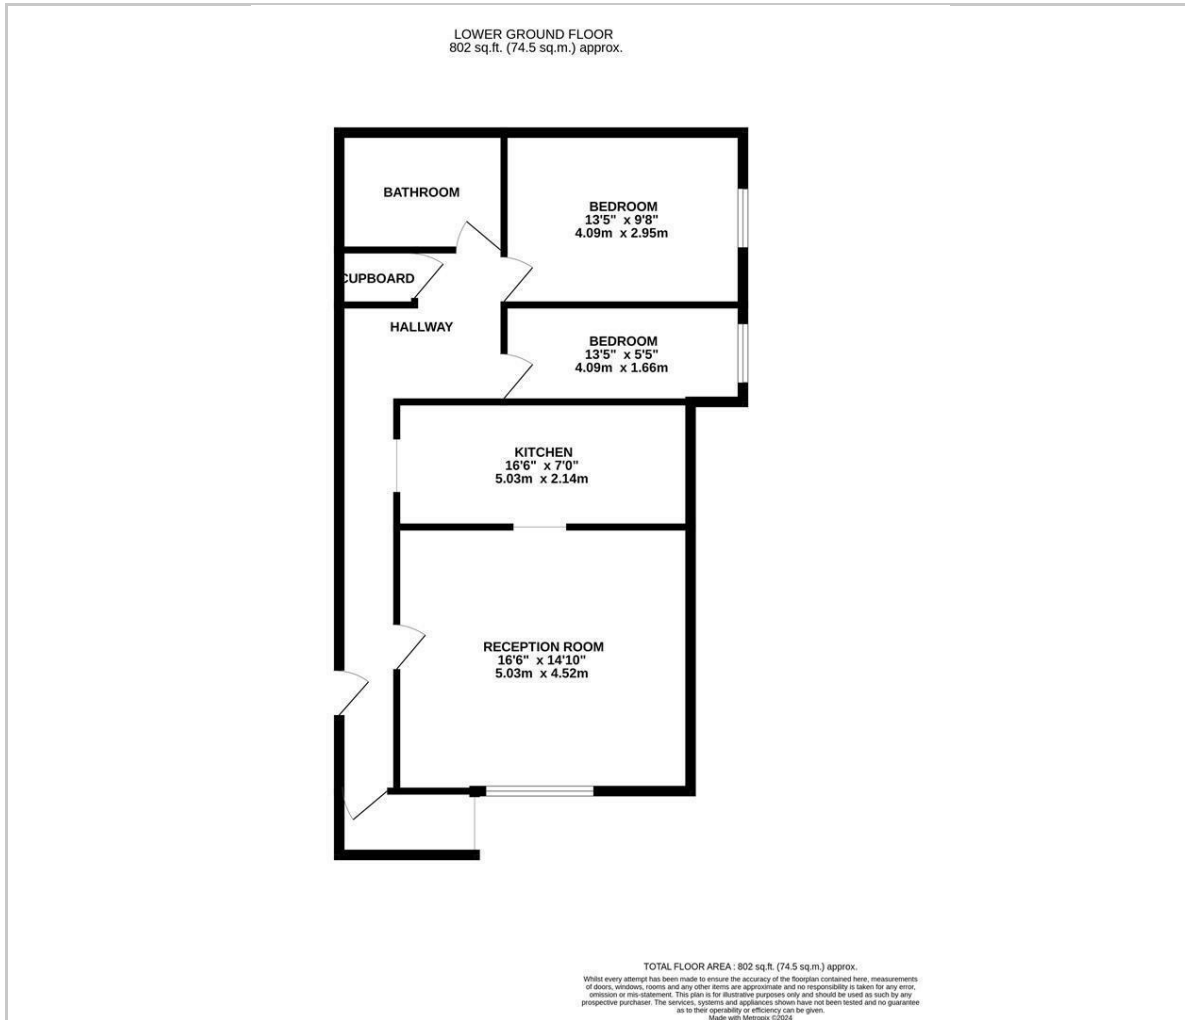 LOWER GROUND FLOOR
802 sq.ft. (74.5 sq.m.) approx.
BATHROOM
BEDROOM
13'5" x 9'8"
4.09m x 2.95m
CUPBOARD
HALLWAY
BEDROOM
13'5" x 5'5"
4.09m x 1.66m
KITCHEN
16'6" x 7'0"
5.03m x 2.14m
RECEPTION ROOM
16'6" x 14'10"
5.03m x 4.52m
TOTAL FLOOR AREA : 802 sq.ft. (74.5 sq.m.) approx.
Whilst every attempt has been made to ensure the accuracy of the floorplan contained here, measurements
of doors, windows, rooms and any other items are approximate and no responsibility is taken for any error,
omission or mis-statement. This plan is for illustrative purposes only and should be used as such by any
prospective purchaser. The services, systems and appliances shown have not been tested and no guarantee
as to their operability or efficiency can be given.
Made with Metropix ©2024